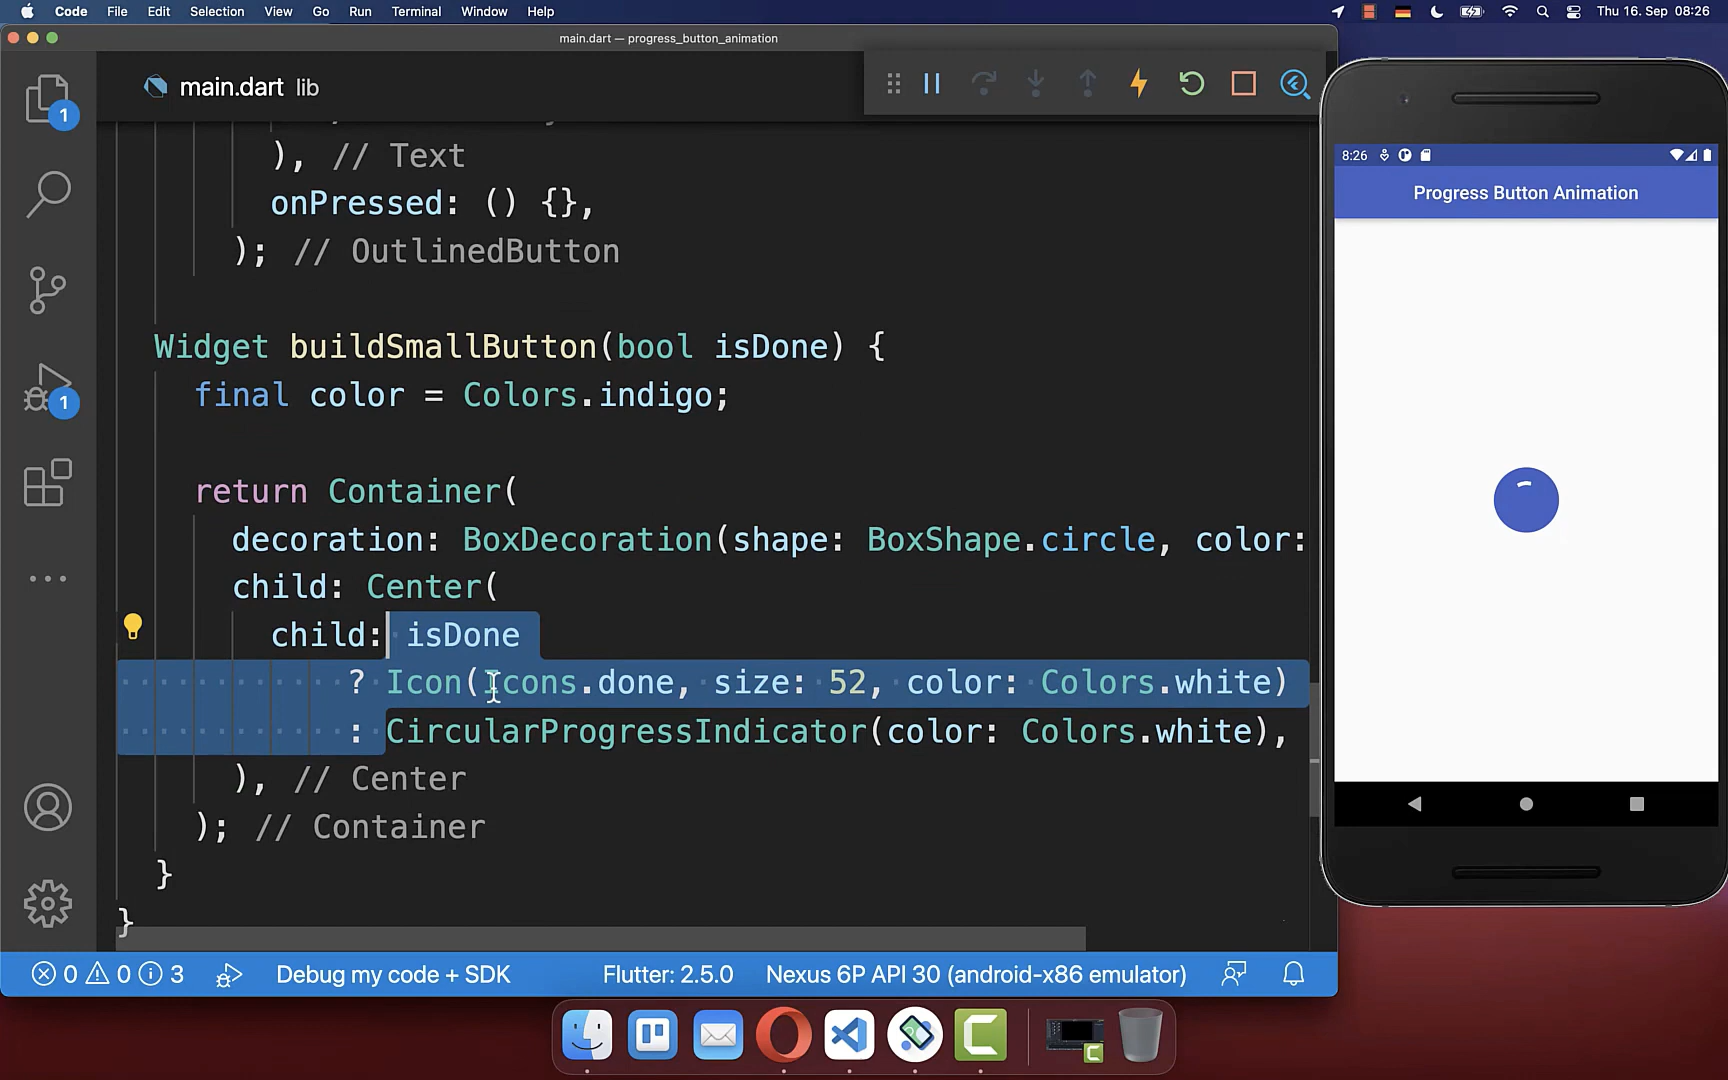 Code File Edit Selection View Go Run Terminal Window Help Thu 16. Sep 08:26
main.dart — progress_button_animation
main.dart lib
), // Text
onPressed: () {},
); // OutlinedButton
Widget buildSmallButton(bool isDone) {
final color = Colors.indigo;
return Container(
decoration: BoxDecoration(shape: BoxShape.circle, color:
child: Center(
child: isDone
? Icon(Icons.done, size: 52, color: Colors.white)
: CircularProgressIndicator(color: Colors.white),
), // Center
); // Container
}
}
1
1
0 0 3 Debug my code + SDK Flutter: 2.5.0 Nexus 6P API 30 (android-x86 emulator)
8:26
Progress Button Animation